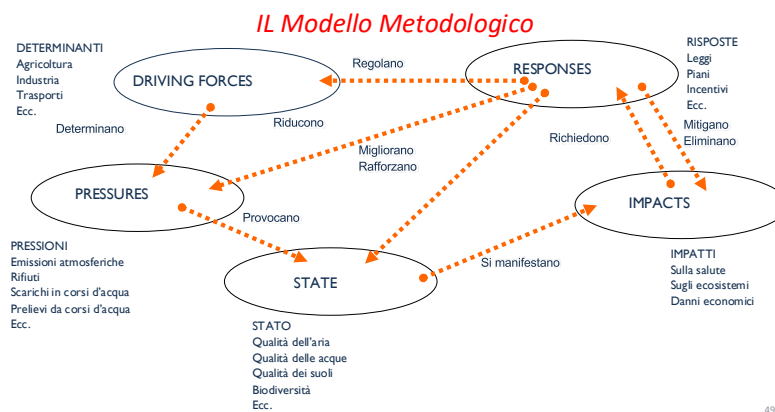 IL Modello Metodologico
DETERMINANTI
Agricoltura
Industria
Trasporti
Ecc.
DRIVING FORCES
Regolano
RESPONSES
RISPOSTE
Leggi
Piani
Incentivi
Ecc.
Determinano
Riducono
Migliorano
Rafforzano
Richiedono
Mitigano
Eliminano
PRESSURES
IMPACTS
Provocano
PRESSIONI
Emissioni atmosferiche
Rifiuti
Scarichi in corsi d'acqua
Prelievi da corsi d'acqua
Ecc.
STATE
Si manifestano
IMPATTI
Sulla salute
Sugli ecosistemi
Danni economici
STATO
Qualità dell'aria
Qualità delle acque
Qualità dei suoli
Biodiversità
Ecc.
49